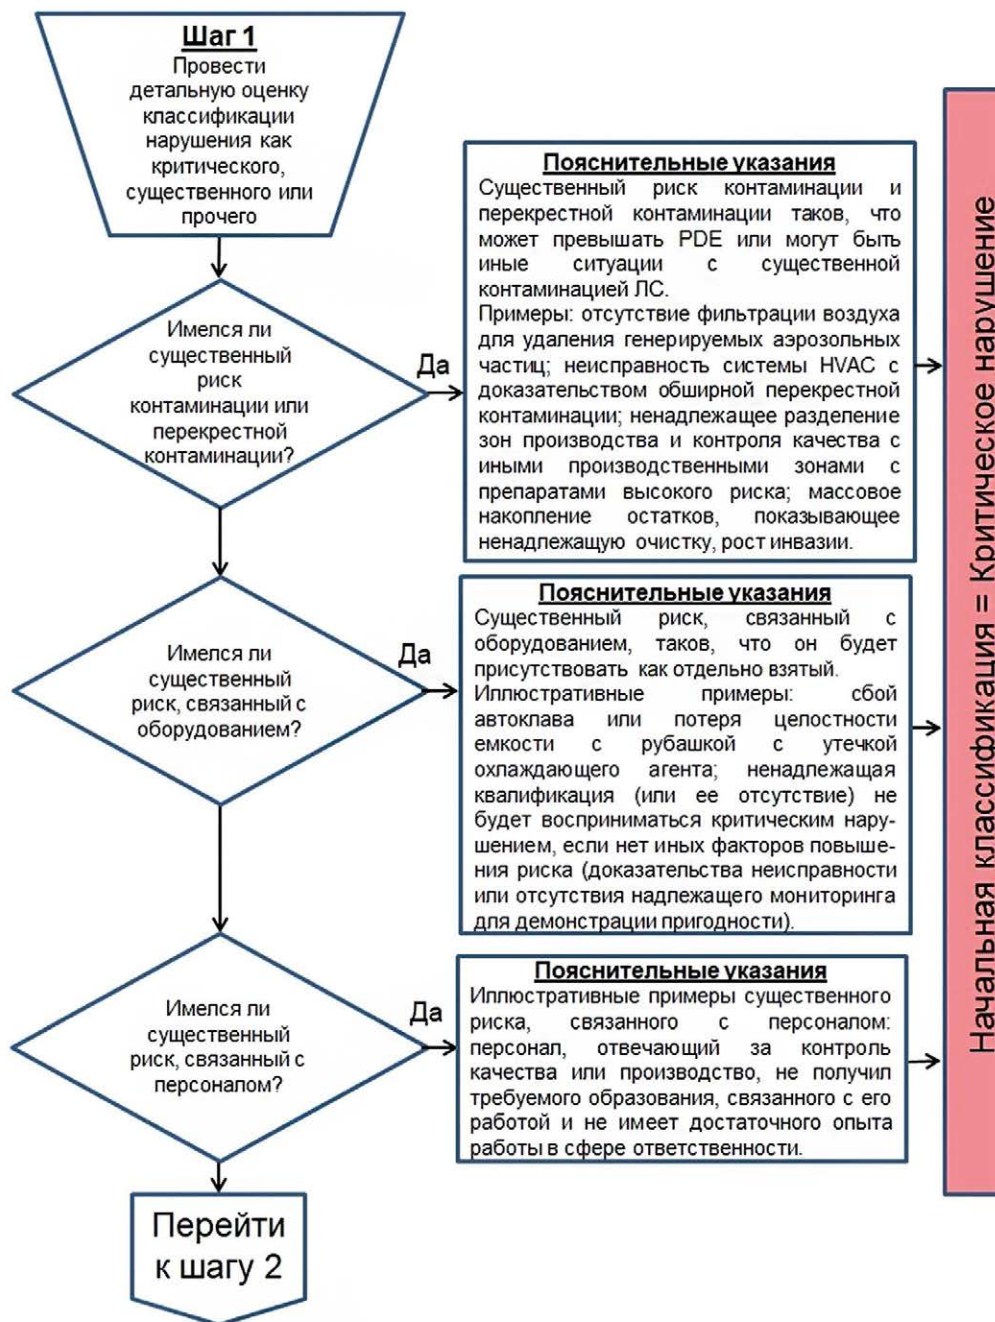 Шаг 1
Провести
детальную оценку
классификации
нарушения как
критического,
существенного или
прочего
Имелся ли
существенный
риск
контаминации или
перекрестной
контаминации?
Да
Пояснительные указания
Существенный риск контаминации и
перекрестной контаминации таков, что
может превышать PDE или могут быть
иные ситуации с существенной
контаминацией ЛС.
Примеры: отсутствие фильтрации воздуха
для удаления генерируемых аэрозольных
частиц; неисправность системы HVAC с
доказательством обширной перекрестной
контаминации; ненадлежащее разделение
зон производства и контроля качества с
иными производственными зонами с
препаратами высокого риска; массовое
накопление остатков, показывающее
ненадлежащую очистку, рост инвазии.
Имелся ли
существенный
риск, связанный с
оборудованием?
Да
Пояснительные указания
Существенный риск, связанный с
оборудованием, таков, что он будет
присутствовать как отдельно взятый.
Иллюстративные примеры: сбой
автоклава или потеря целостности
емкости с рубашкой с утечкой
охлаждающего агента; ненадлежащая
квалификация (или ее отсутствие) не
будет восприниматься критическим нару-
шением, если нет иных факторов повыше-
ния риска (доказательства неисправности
или отсутствия надлежащего мониторинга
для демонстрации пригодности).
Имелся ли
существенный
риск, связанный с
персоналом?
Да
Пояснительные указания
Иллюстративные примеры существенного
риска, связанного с персоналом:
персонал, отвечающий за контроль
качества или производство, не получил
требуемого образования, связанного с его
работой и не имеет достаточного опыта
работы в сфере ответственности.
Перейти
к шагу 2
Начальная классификация = Критическое нарушение